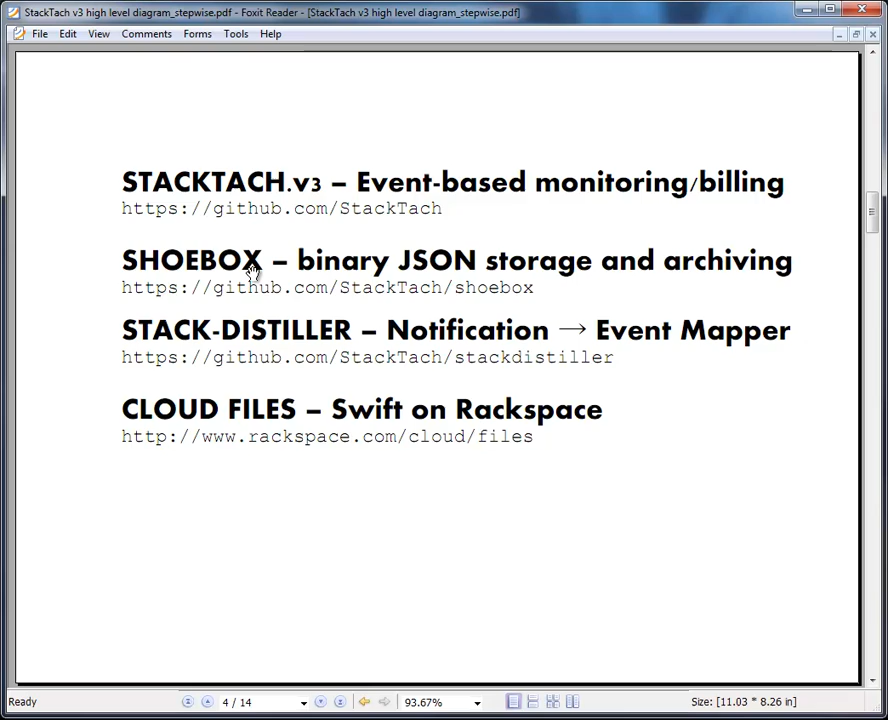 StackTach v3 high level diagram_stepwise.pdf - Foxit Reader - [StackTach v3 high level diagram_stepwise.pdf]
File Edit View Comments Forms Tools Help
STACKTACH.v3 – Event-based monitoring/billing
https://github.com/StackTach
SHOEBOX – binary JSON storage and archiving
https://github.com/StackTach/shoebox
STACK-DISTILLER – Notification → Event Mapper
https://github.com/StackTach/stackdistiller
CLOUD FILES – Swift on Rackspace
http://www.rackspace.com/cloud/files
Ready 4 / 14 93.67% Size: [11.03 * 8.26 in]